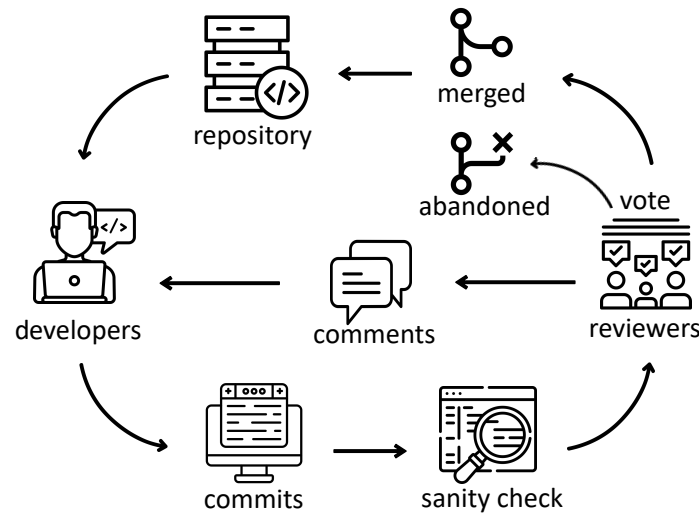 merged
repository
</>
abandoned
vote
</>
developers
comments
reviewers
commits
sanity check